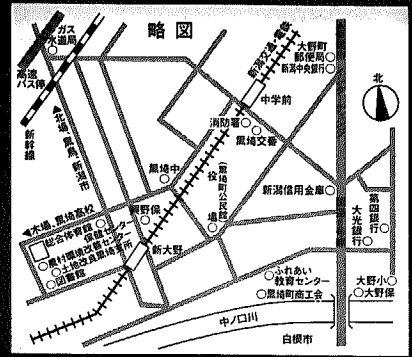 略図
ガス
水道局
高速
バス停
新幹線
▲北場、黒鳥、新潟市
新潟交通・電鉄
大野町
郵便局
新潟中央銀行
中学前
北
消防署
黒埼交番
黒埼中
役場
(黒埼町公民館)
新潟信用金庫
第四銀行
大光銀行
▲木場、黒埼高校
総合体育館
保健センター
農村環境改善センター
土地改良黒埼事務所
図書館
興野保
新大野
ふれあい
教育センター
黒埼町商工会
大野小
大野保
中ノ口川
白根市